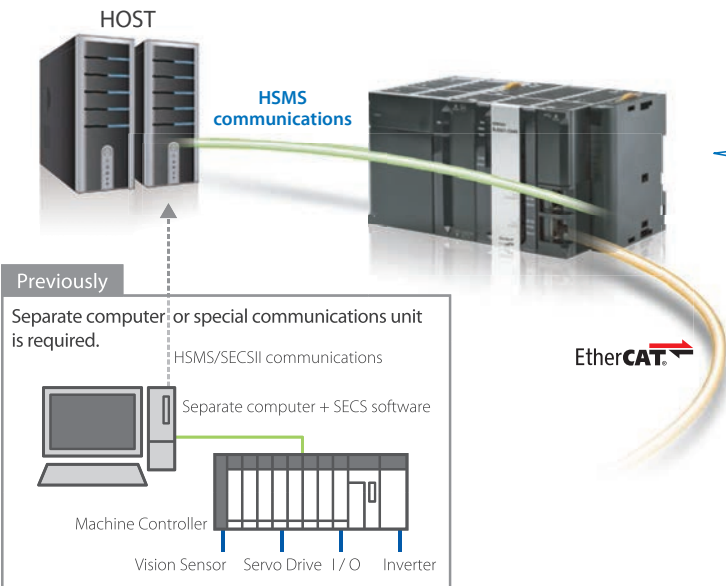 HOST
HSMS
communications
Previously
Separate computer or special communications unit
is required.
HSMS/SECSII communications
EtherCAT®
Separate computer + SECS software
Machine Controller
Vision Sensor Servo Drive I / O Inverter